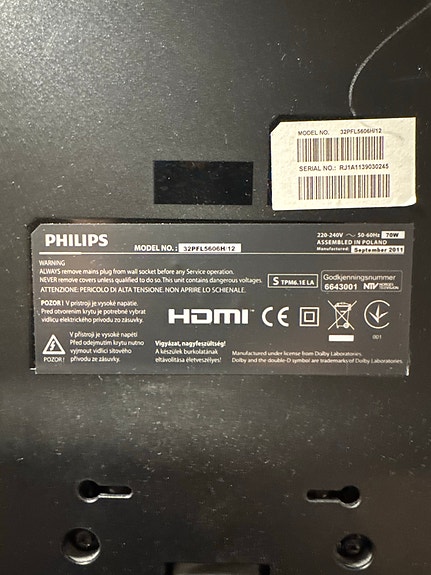 MODEL NO. 32PFL5606H/12
SERIAL NO.: RJ1A1139030245
PHILIPS
MODEL NO. : 32PFL5606H/12
220-240V ~ 50-60Hz 70W
ASSEMBLED IN POLAND
Manufactured: September 2011
WARNING
ALWAYS remove mains plug from wall socket before any Service operation.
NEVER remove covers unless qualified to do so. This unit contains dangerous voltages.
ATTENZIONE: PERICOLO DI ALTA TENSIONE. NON APRIRE LO SCHIENALE.
S TPM6.1E LA
Godkjenningsnummer
6643001 NTV
POZOR ! V prístroji je vysoké napätie.
Pred otvorením krytu je potrebné vybrať
vidlicu elektrického prívodu zo zásuvky.
HDMI CE
001
POZOR !
V přístroji je vysoké napětí
Před odejmutím krytu nutno
vyjmout vidlici síťového
přívodu ze zásuvky.
Vigyázat, nagyfeszültség!
A készülek burkolatának
eltávolítása életveszélyes!
Manufactured under license from Dolby Laboratories.
Dolby and the double-D symbol are trademarks of Dolby Laboratories.